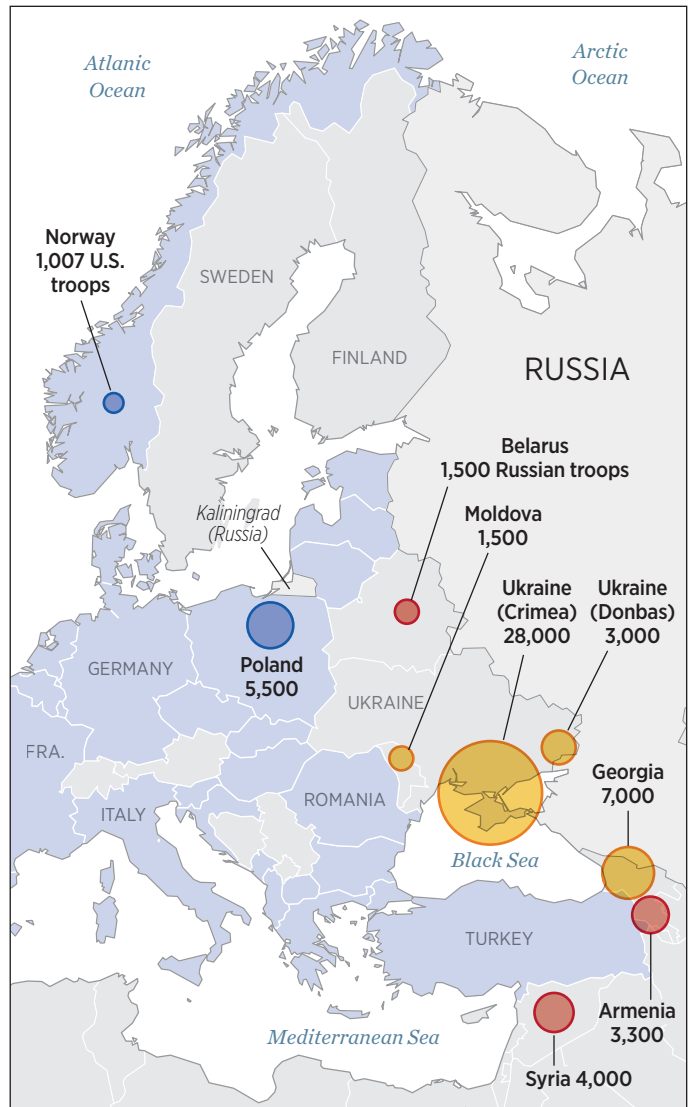 Atlanic
Ocean
Arctic
Ocean
Norway
1,007 U.S.
troops
SWEDEN
FINLAND
RUSSIA
Belarus
1,500 Russian troops
Kaliningrad
(Russia)
Moldova
1,500
Ukraine
(Crimea)
28,000
Ukraine
(Donbas)
3,000
GERMANY
Poland
5,500
UKRAINE
FRA.
ITALY
ROMANIA
Georgia
7,000
Black Sea
TURKEY
Armenia
3,300
Mediterranean Sea
Syria 4,000